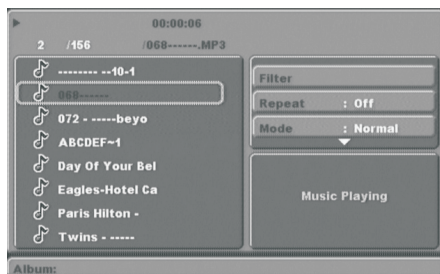 00:00:06
2 /156 /068------.MP3
-------- --10-1
068------
072 - -----beyo
ABCDEF~1
Day Of Your Bel
Eagles-Hotel Ca
Paris Hilton -
Twins - -----
Filter
Repeat : Off
Mode : Normal
Music Playing
Album: